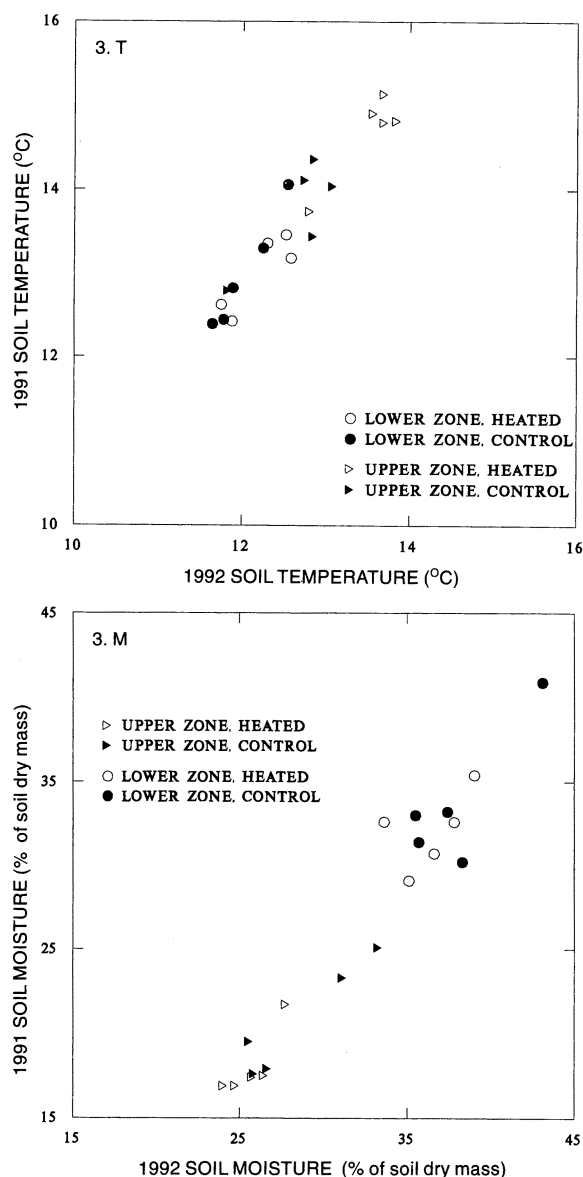 3. T
16
14
12
10
1991 SOIL TEMPERATURE (°C)
LOWER ZONE, HEATED
LOWER ZONE, CONTROL
UPPER ZONE, HEATED
UPPER ZONE, CONTROL
10 12 14 16
1992 SOIL TEMPERATURE (°C)
3. M
45
35
25
15
1991 SOIL MOISTURE (% of soil dry mass)
UPPER ZONE, HEATED
UPPER ZONE, CONTROL
LOWER ZONE, HEATED
LOWER ZONE, CONTROL
15 25 35 45
1992 SOIL MOISTURE (% of soil dry mass)